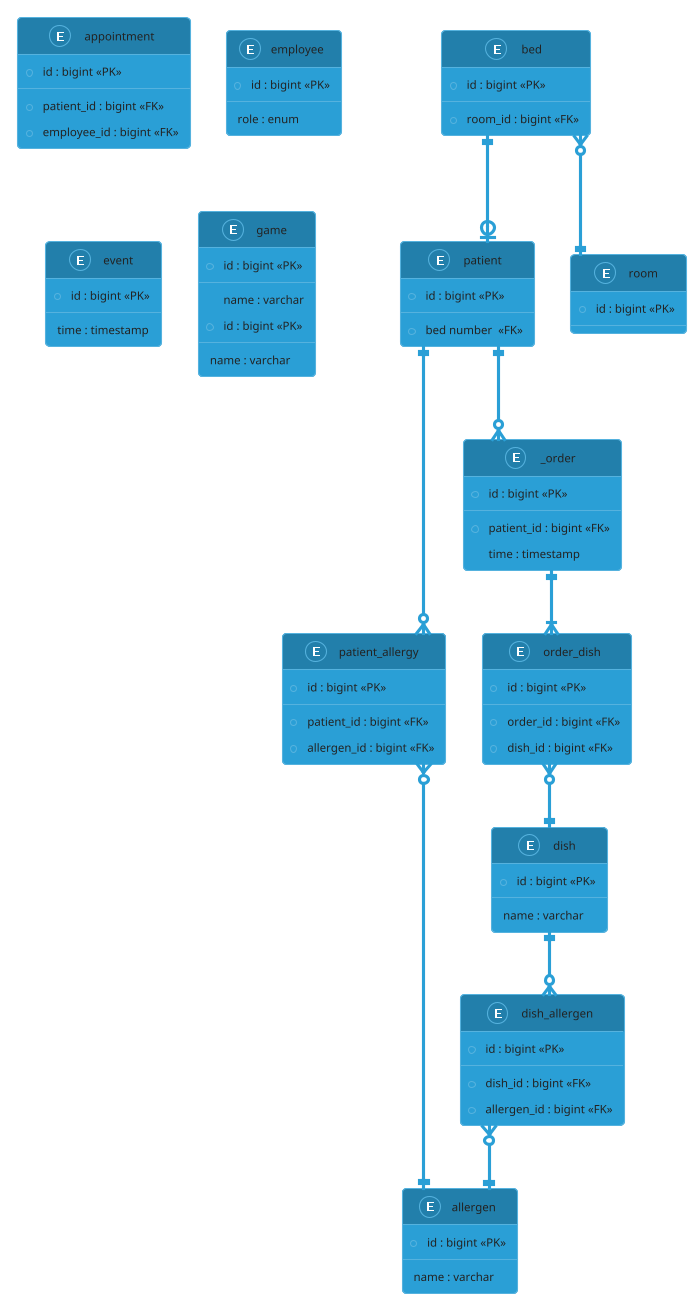 E appointment
id : bigint «PK»
patient_id : bigint «FK»
employee_id : bigint «FK»
E employee
id : bigint «PK»
role : enum
E bed
id : bigint «PK»
room_id : bigint «FK»
E event
id : bigint «PK»
time : timestamp
E game
id : bigint «PK»
name : varchar
id : bigint «PK»
name : varchar
E patient
id : bigint «PK»
bed number «FK»
E room
id : bigint «PK»
E _order
id : bigint «PK»
patient_id : bigint «FK»
time : timestamp
E patient_allergy
id : bigint «PK»
patient_id : bigint «FK»
allergen_id : bigint «FK»
E order_dish
id : bigint «PK»
order_id : bigint «FK»
dish_id : bigint «FK»
E dish
id : bigint «PK»
name : varchar
E dish_allergen
id : bigint «PK»
dish_id : bigint «FK»
allergen_id : bigint «FK»
E allergen
id : bigint «PK»
name : varchar